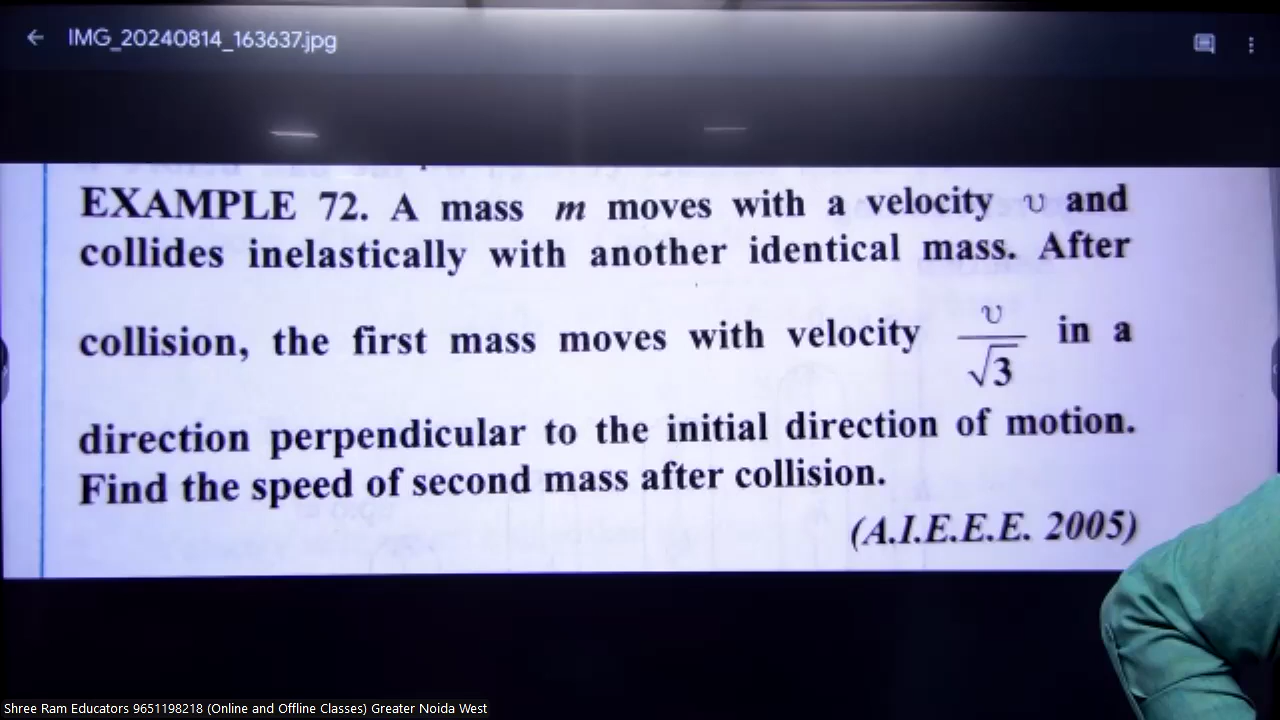 IMG_20240814_163637.jpg
EXAMPLE 72. A mass m moves with a velocity υ and
collides inelastically with another identical mass. After
collision, the first mass moves with velocity υ/√3 in a
direction perpendicular to the initial direction of motion.
Find the speed of second mass after collision.
(A.I.E.E.E. 2005)
Shree Ram Educators 9651198218 (Online and Offline Classes) Greater Noida West